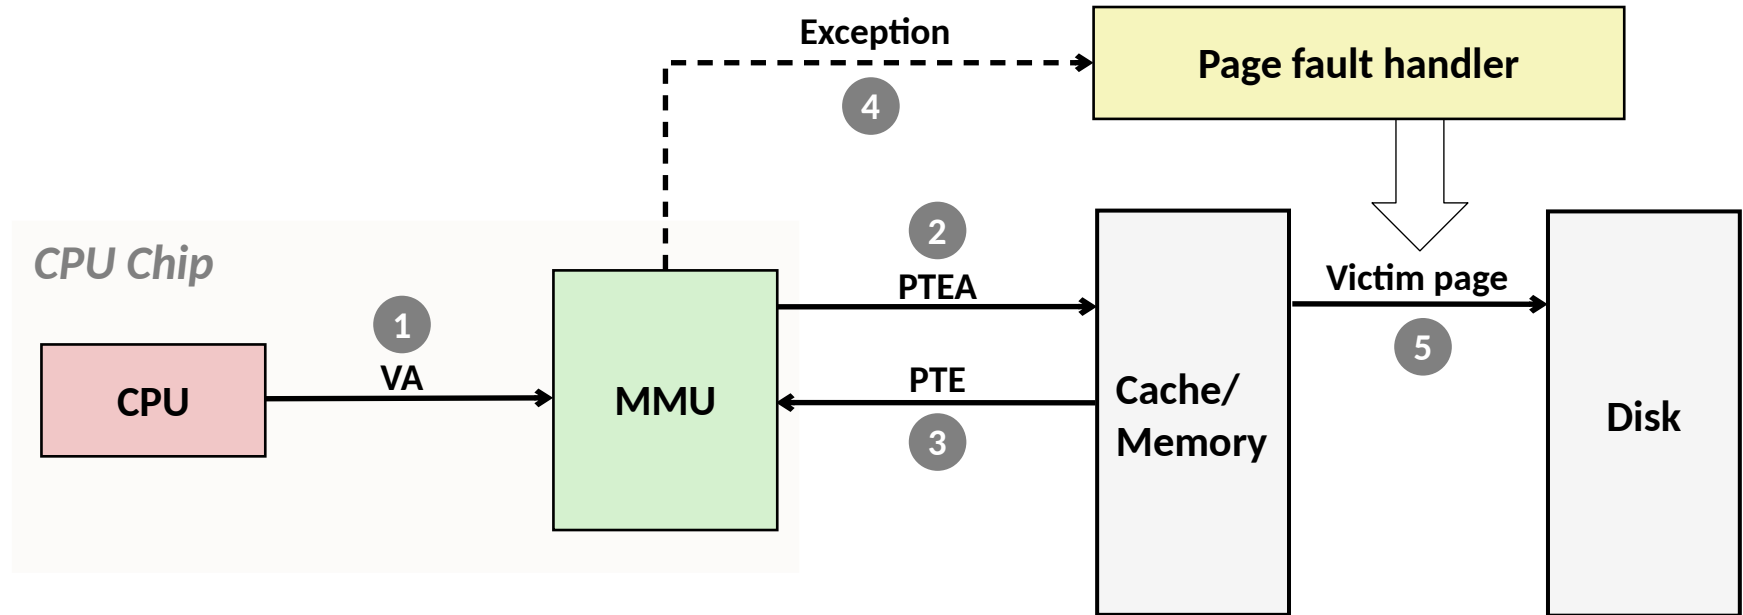 Exception
Page fault handler
4
2
CPU Chip
PTEA
Victim page
1
5
VA
PTE
CPU
MMU
Cache/
Memory
Disk
3